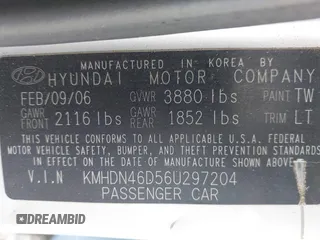 MANUFACTURED IN KOREA BY
HYUNDAI MOTOR COMPANY
FEB/09/06 GVWR 3880 lbs PAINT TW
GAWR FRONT 2116 lbs GAWR REAR 1852 lbs TRIM LT
THIS VEHICLE CONFORMS TO ALL APPLICABLE FEDERAL
MOTOR VEHICLE SAFETY, BUMPER, AND THEFT PREVENTION
STANDARDS IN EFFECT ON THE DATE OF MANUFACTURE
SHOWN ABOVE.
V.I.N KMHDN46D56U297204
PASSENGER CAR
DEALERS COPY